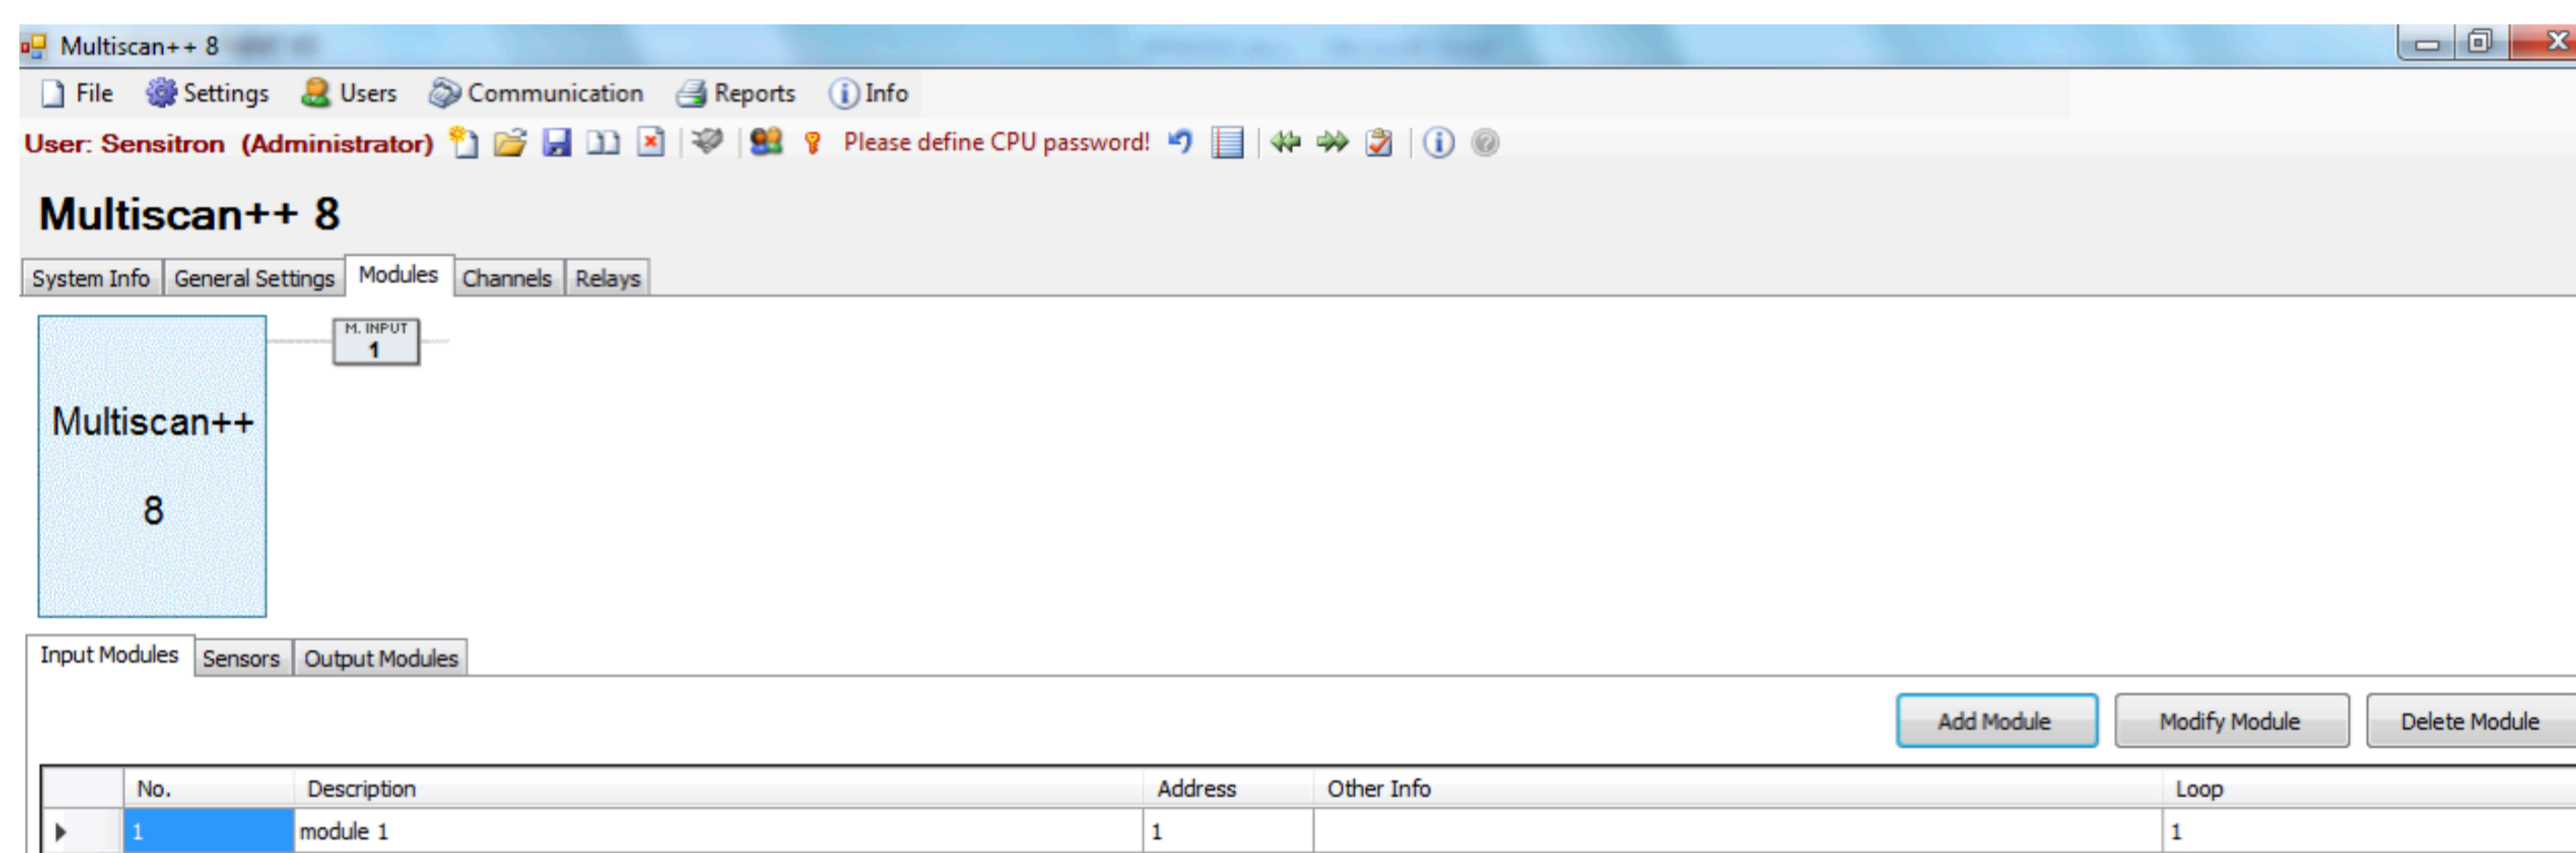 Multiscan++ 8
File Settings Users Communication Reports Info
User: Sensitron (Administrator) Please define CPU password!
Multiscan++ 8
System Info General Settings Modules Channels Relays
M. INPUT
1
Multiscan++
8
Input Modules Sensors Output Modules
Add Module Modify Module Delete Module
No. Description Address Other Info Loop
1 module 1 1 1